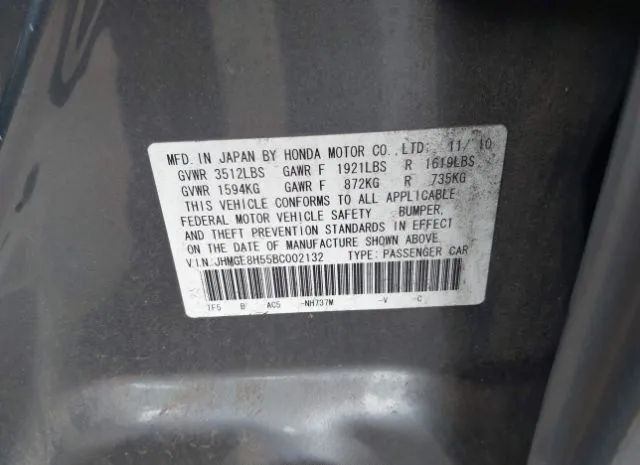 MFD. IN JAPAN BY HONDA MOTOR CO.,LTD: 11/ 10
GVWR 3512LBS GAWR F 1921LBS R 1619LBS
GVWR 1594KG GAWR F 872KG R 735KG
THIS VEHICLE CONFORMS TO ALL APPLICABLE
FEDERAL MOTOR VEHICLE SAFETY BUMPER,
AND THEFT PREVENTION STANDARDS IN EFFECT
ON THE DATE OF MANUFACTURE SHOWN ABOVE.
V.I.N:JHMGE8H55BC002132 TYPE: PASSENGER CAR
TF5 B AC5 -NH737M -V -C